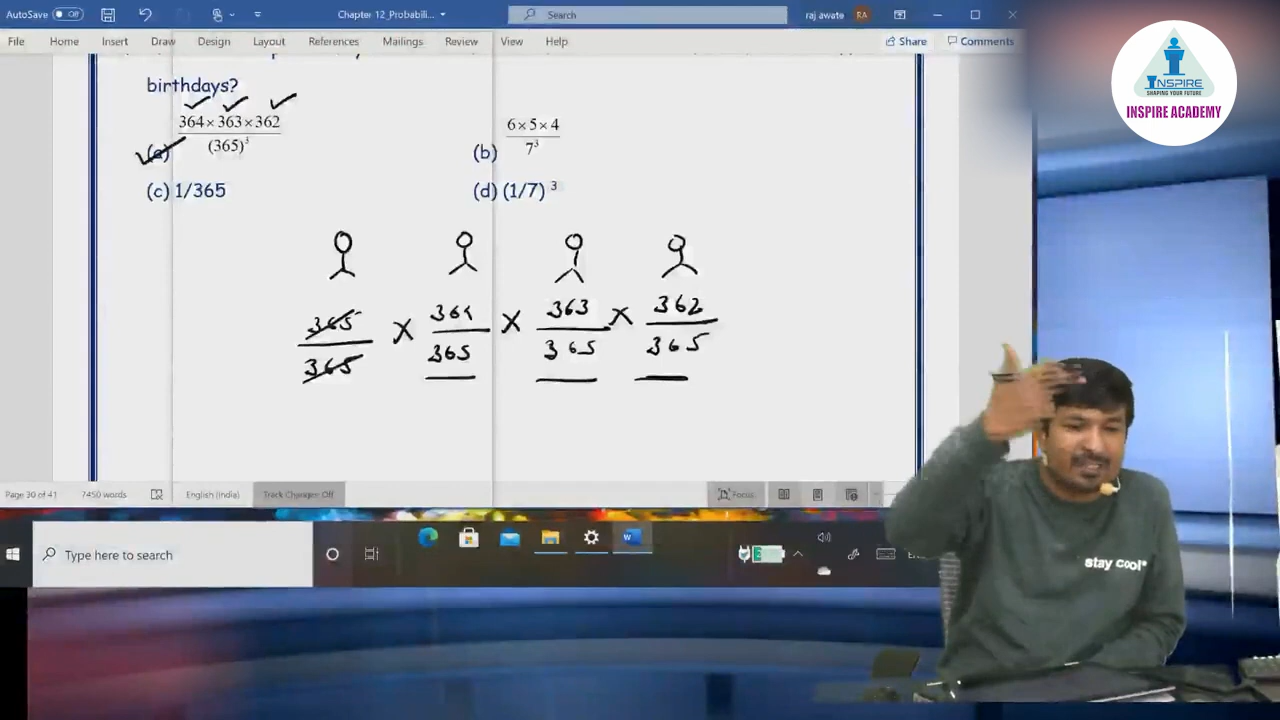 AutoSave Off
Chapter 12_Probabili...
Search
raj awate RA
File Home Insert Draw Design Layout References Mailings Review View Help
Share Comments
birthdays?
(a) 364 × 363 × 362 / (365)³
(b) 6 × 5 × 4 / 7³
(c) 1/365
(d) (1/7) ³
365/365 × 364/365 × 363/365 × 362/365
Page 30 of 41 7450 words English (India) Track Changes: Off Focus
Type here to search
INSPIRE
SHAPING YOUR FUTURE
INSPIRE ACADEMY
stay cool